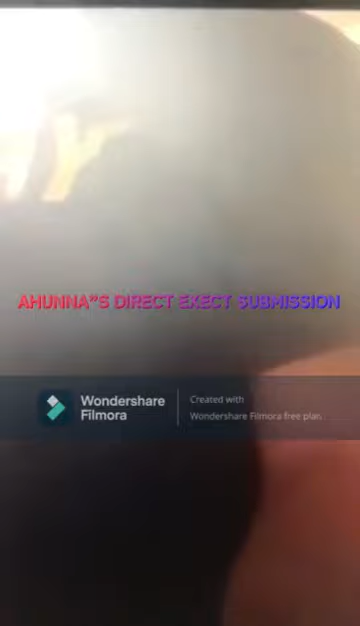 AHUNNA"S DIRECT EXECT SUBMISSION
Wondershare
Filmora
Created with
Wondershare Filmora free plan.